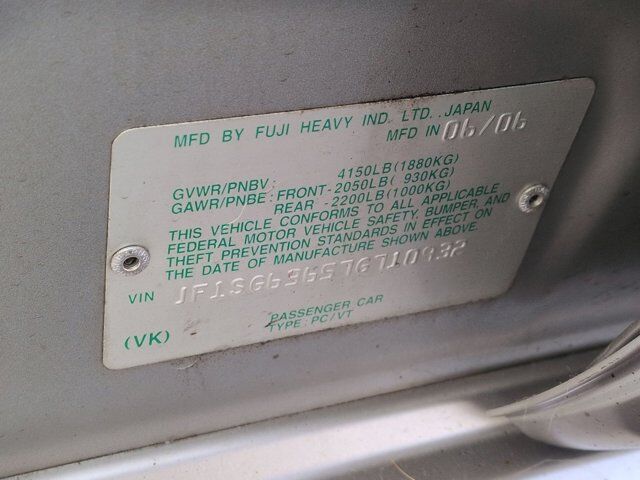 MFD BY FUJI HEAVY IND. LTD., JAPAN
MFD IN 06/06
GVWR/PNBV: 4150LB(1880KG)
GAWR/PNBE: FRONT-2050LB( 930KG)
REAR -2200LB(1000KG)
THIS VEHICLE CONFORMS TO ALL APPLICABLE
FEDERAL MOTOR VEHICLE SAFETY, BUMPER, AND
THEFT PREVENTION STANDARDS IN EFFECT ON
THE DATE OF MANUFACTURE SHOWN ABOVE.
VIN JF1SG63657G710932
(VK) PASSENGER CAR
TYPE: PC/VT